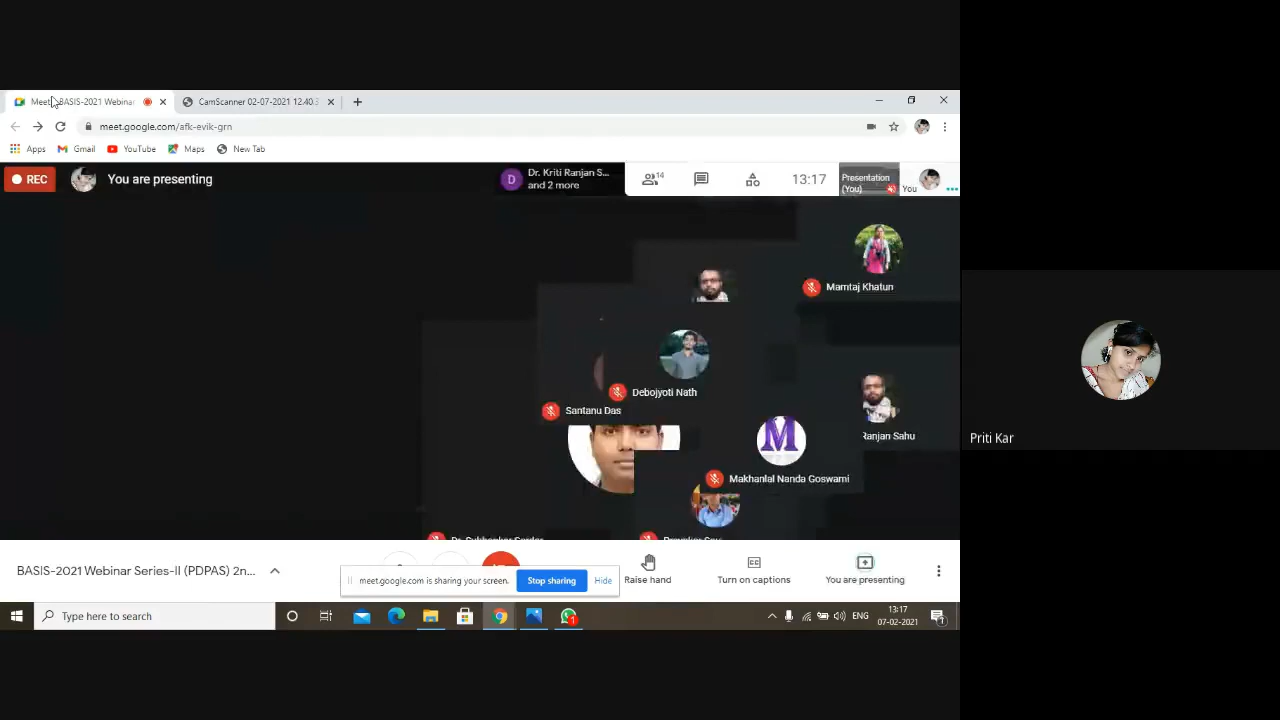 Meet - BASIS-2021 Webinar
CamScanner 02-07-2021 12.40.3
meet.google.com/afk-evik-grn
Apps
Gmail
YouTube
Maps
New Tab
REC
You are presenting
D
Dr. Kriti Ranjan S...
and 2 more
14
13:17
Presentation
(You)
You
Mamtaj Khatun
Debojyoti Nath
Santanu Das
Ranjan Sahu
M
Makhanlal Nanda Goswami
Priti Kar
BASIS-2021 Webinar Series-II (PDPAS) 2n...
meet.google.com is sharing your screen.
Stop sharing
Hide
Raise hand
Turn on captions
You are presenting
Type here to search
ENG
13:17
07-02-2021
1
1